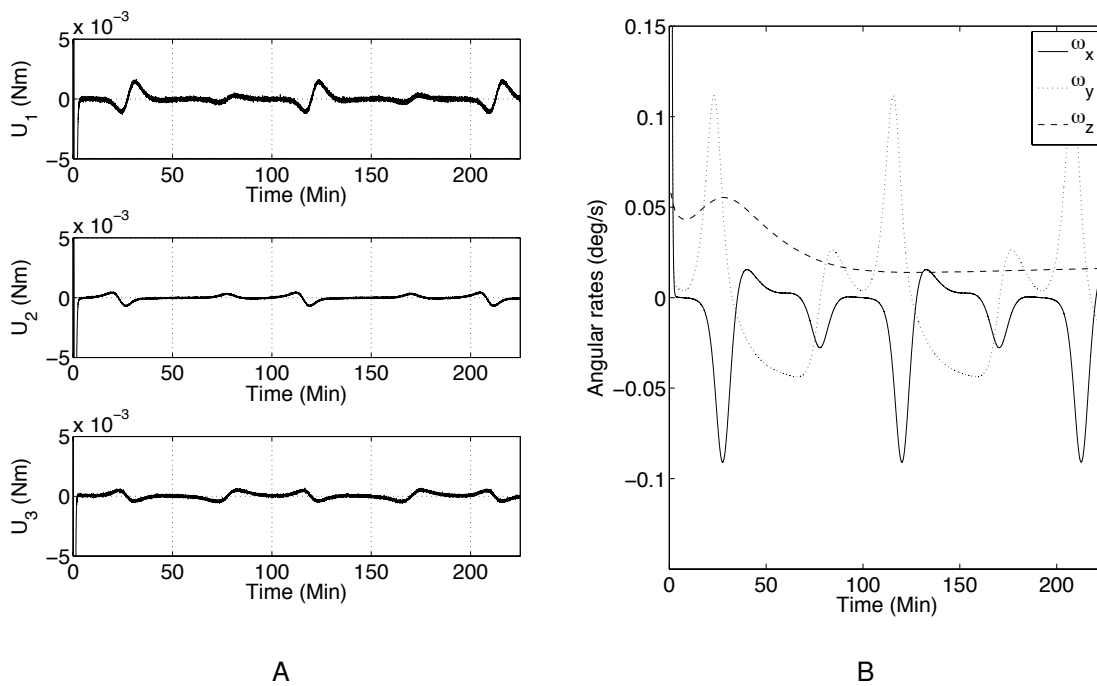 x 10⁻³
5
0
−5
U₁ (Nm)
0 50 100 150 200
Time (Min)
x 10⁻³
5
0
−5
U₂ (Nm)
0 50 100 150 200
Time (Min)
x 10⁻³
5
0
−5
U₃ (Nm)
0 50 100 150 200
Time (Min)
A
0.15
0.1
0.05
0
−0.05
−0.1
Angular rates (deg/s)
0 50 100 150 200
Time (Min)
ωx
ωy
ωz
B